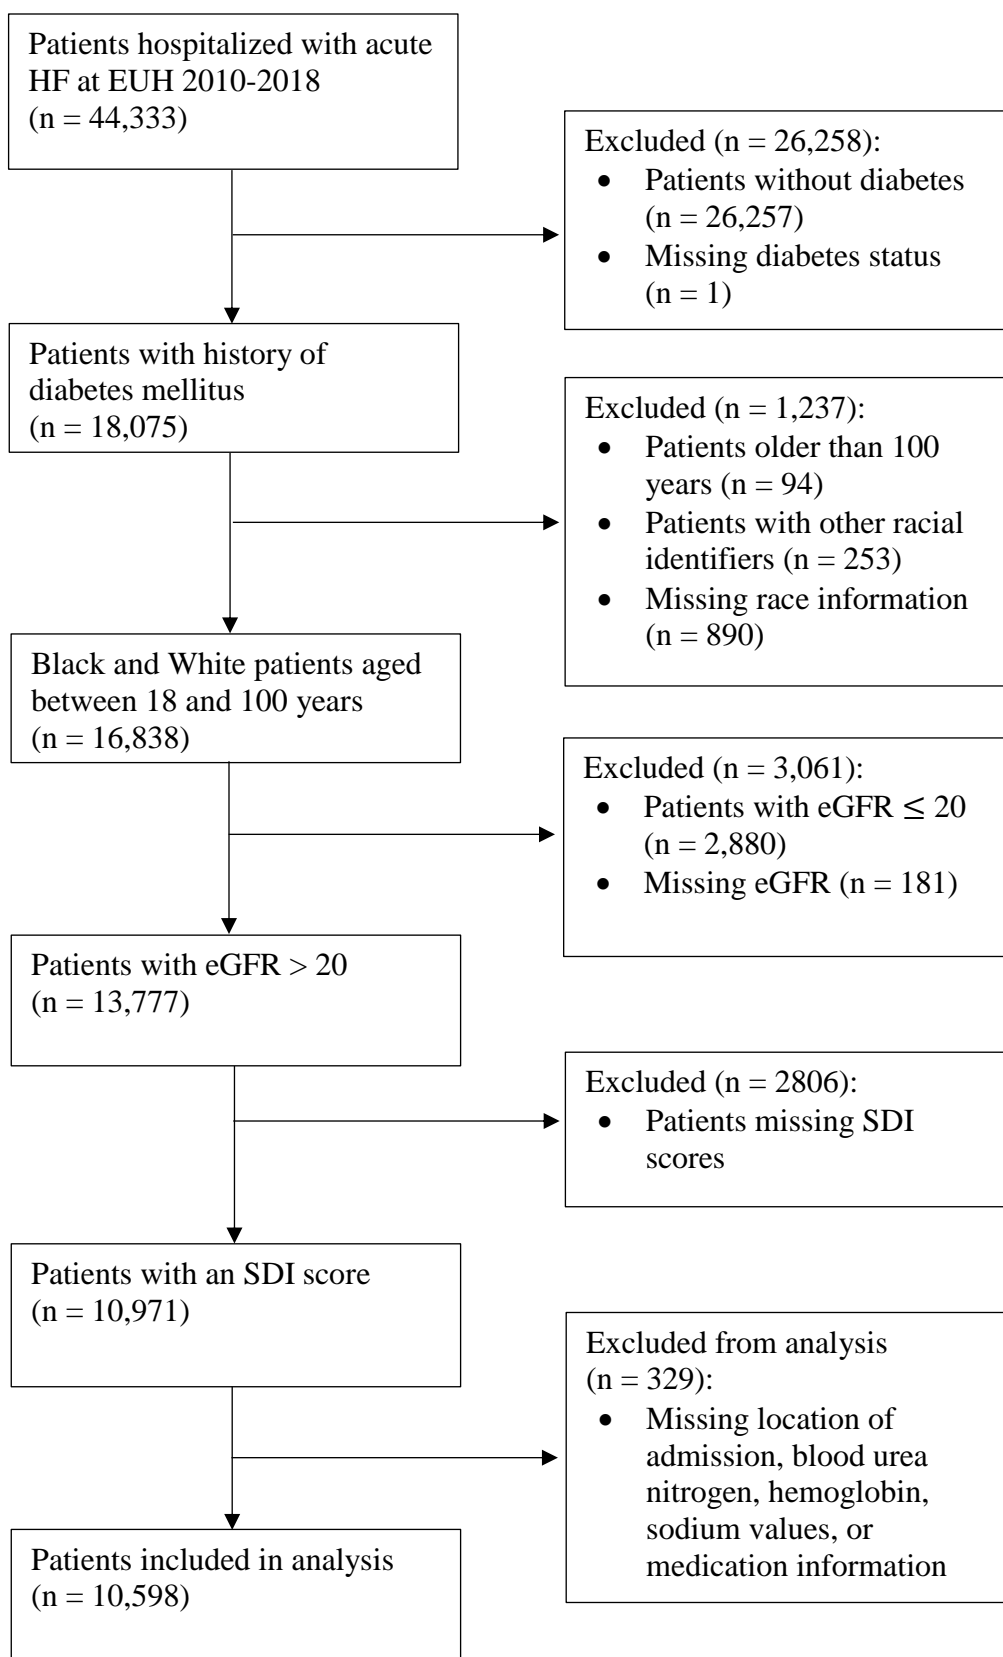 Patients hospitalized with acute
HF at EUH 2010-2018
(n = 44,333)
Excluded (n = 26,258):
• Patients without diabetes
(n = 26,257)
• Missing diabetes status
(n = 1)
Patients with history of
diabetes mellitus
(n = 18,075)
Excluded (n = 1,237):
• Patients older than 100
years (n = 94)
• Patients with other racial
identifiers (n = 253)
• Missing race information
(n = 890)
Black and White patients aged
between 18 and 100 years
(n = 16,838)
Excluded (n = 3,061):
• Patients with eGFR ≤ 20
(n = 2,880)
• Missing eGFR (n = 181)
Patients with eGFR > 20
(n = 13,777)
Excluded (n = 2806):
• Patients missing SDI
scores
Patients with an SDI score
(n = 10,971)
Excluded from analysis
(n = 329):
• Missing location of
admission, blood urea
nitrogen, hemoglobin,
sodium values, or
medication information
Patients included in analysis
(n = 10,598)